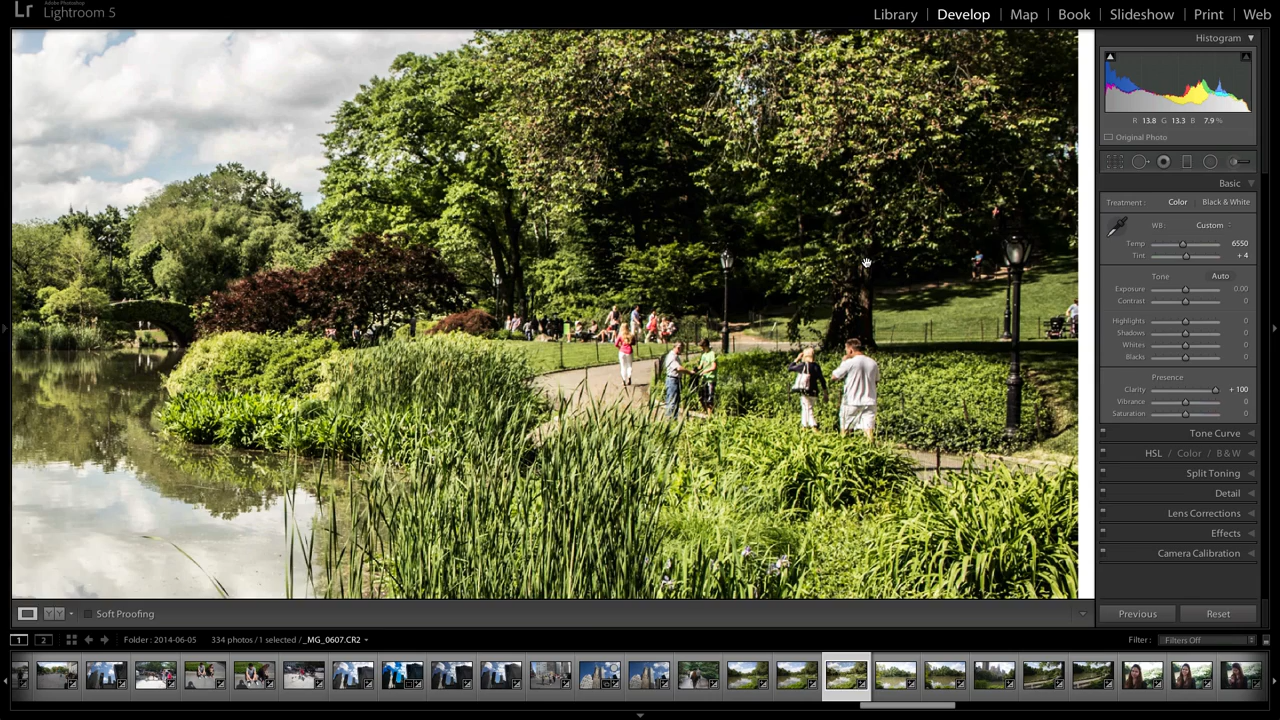 Lr Adobe Photoshop
Lightroom 5
Library | Develop | Map | Book | Slideshow | Print | Web
Histogram
R 13.8 G 13.3 B 7.9 %
Original Photo
Basic
Treatment : Color Black & White
WB : Custom
Temp 6550
Tint + 4
Tone Auto
Exposure 0.00
Contrast 0
Highlights 0
Shadows 0
Whites 0
Blacks 0
Presence
Clarity + 100
Vibrance 0
Saturation 0
Tone Curve
HSL / Color / B & W
Split Toning
Detail
Lens Corrections
Effects
Camera Calibration
Y Y Soft Proofing
Previous Reset
1 2 Folder : 2014-06-05 334 photos / 1 selected / _MG_0607.CR2 Filter : Filters Off